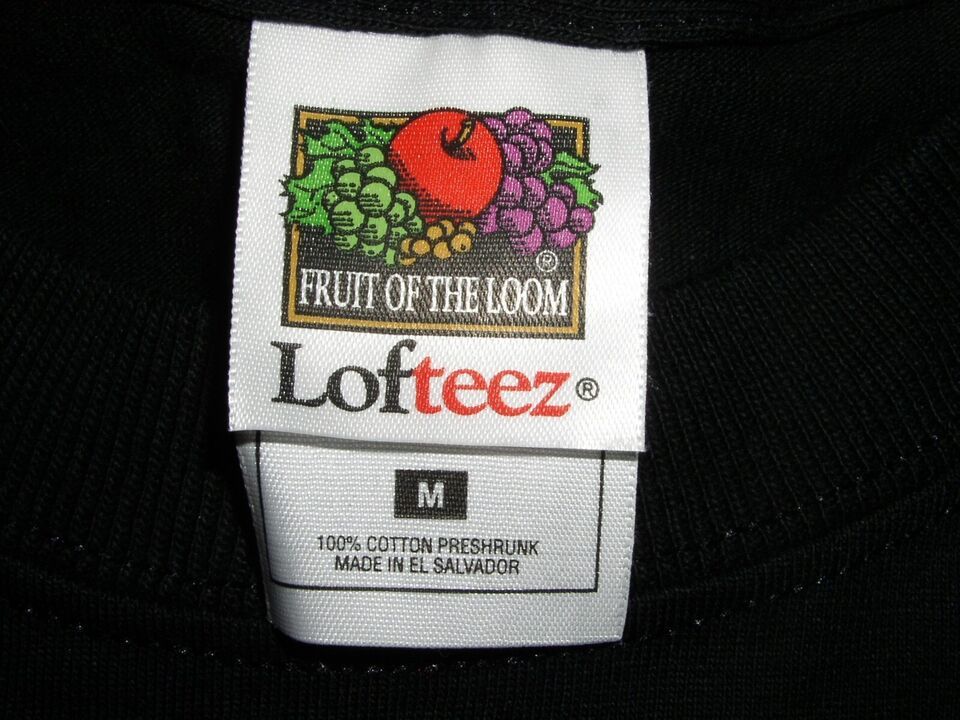 ®
FRUIT OF THE LOOM
Lofteez®
M
100% COTTON PRESHRUNK
MADE IN EL SALVADOR